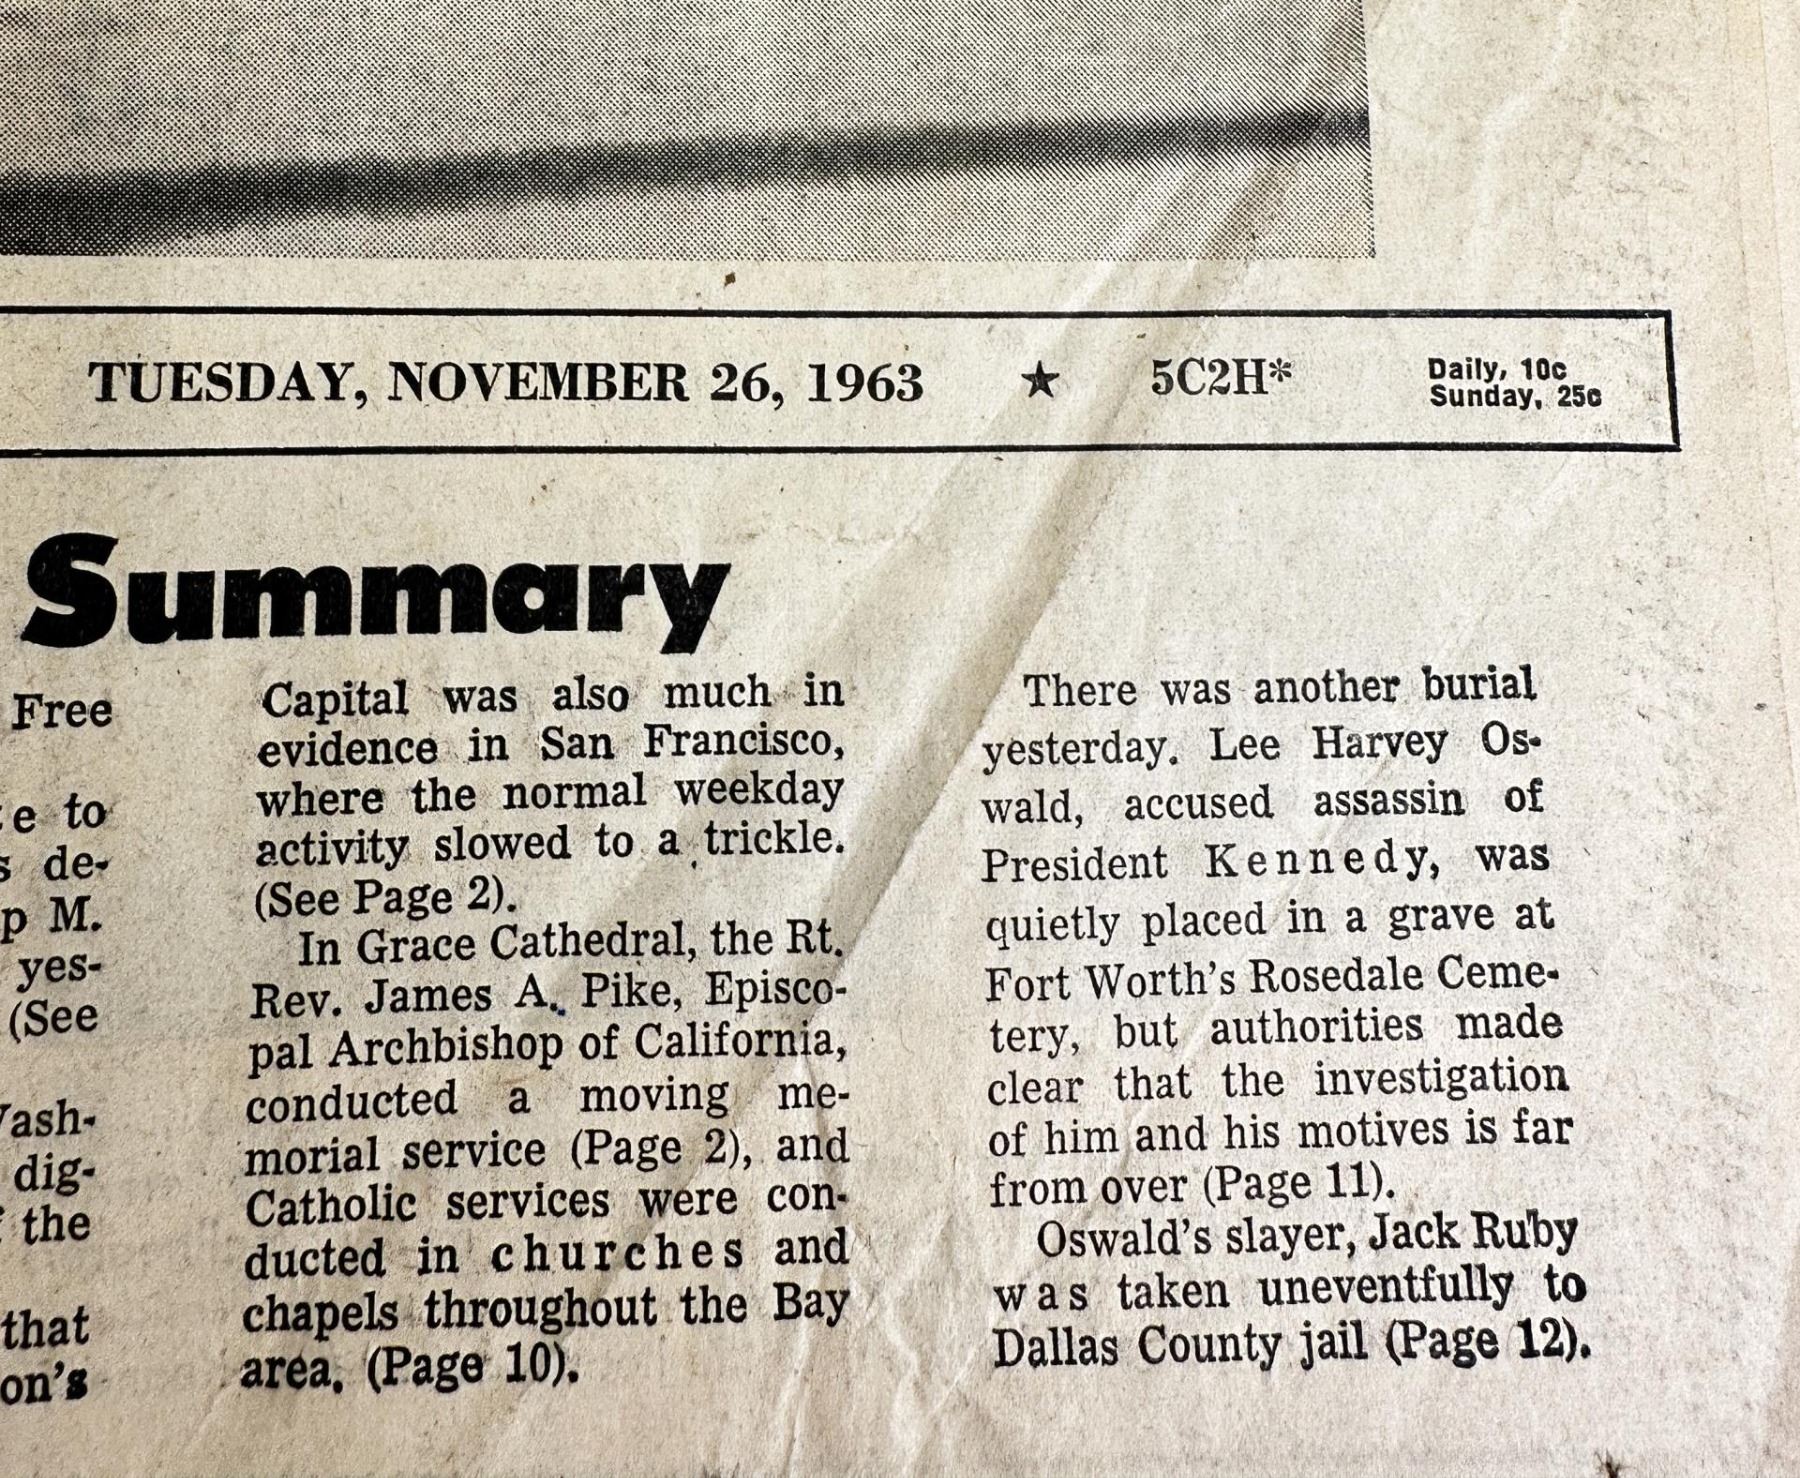 TUESDAY, NOVEMBER 26, 1963 ★ 5C2H* Daily, 10c
Sunday, 25c
Summary
Free
e to
de-
M.
yes-
(See
dig-
the
that
Capital was also much in
evidence in San Francisco,
where the normal weekday
activity slowed to a trickle.
(See Page 2).
In Grace Cathedral, the Rt.
Rev. James A. Pike, Episco-
pal Archbishop of California,
conducted a moving me-
morial service (Page 2), and
Catholic services were con-
ducted in churches and
chapels throughout the Bay
area. (Page 10).
There was another burial
yesterday. Lee Harvey Os-
wald, accused assassin of
President Kennedy, was
quietly placed in a grave at
Fort Worth's Rosedale Ceme-
tery, but authorities made
clear that the investigation
of him and his motives is far
from over (Page 11).
Oswald's slayer, Jack Ruby
was taken uneventfully to
Dallas County jail (Page 12).